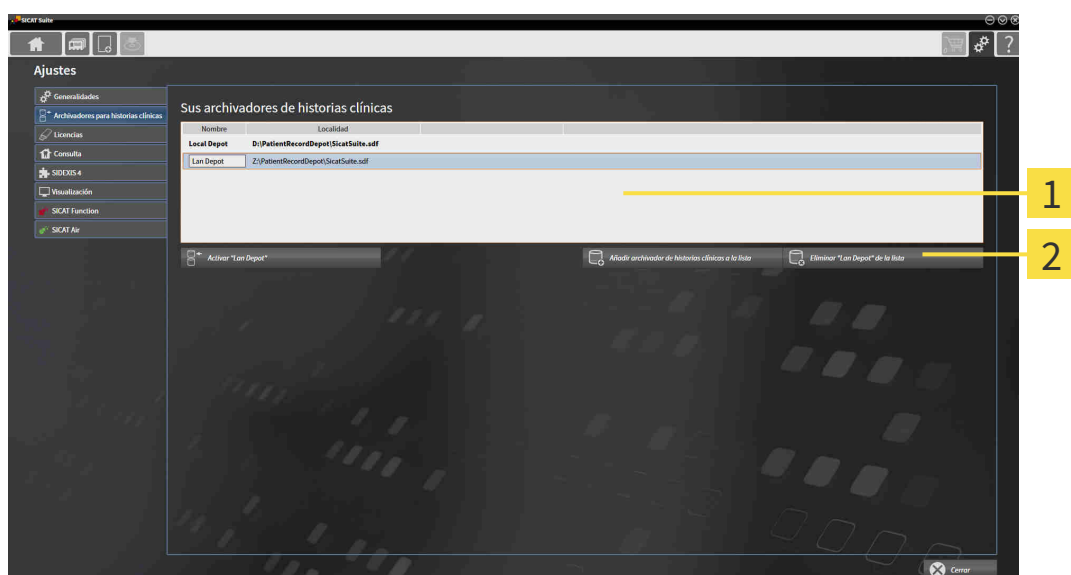 SICAT Suite
?
Ajustes
Generalidades
Archivadores para historias clínicas
Licencias
Consulta
SIDEXIS 4
Visualización
SICAT Function
SICAT Air
Sus archivadores de historias clínicas
Nombre Localidad
Local Depot D:\PatientRecordDepot\SicatSuite.sdf
Lan Depot Z:\PatientRecordDepot\SicatSuite.sdf
1
Activar "Lan Depot" Añadir archivador de historias clínicas a la lista Eliminar "Lan Depot" de la lista
2
Cerrar